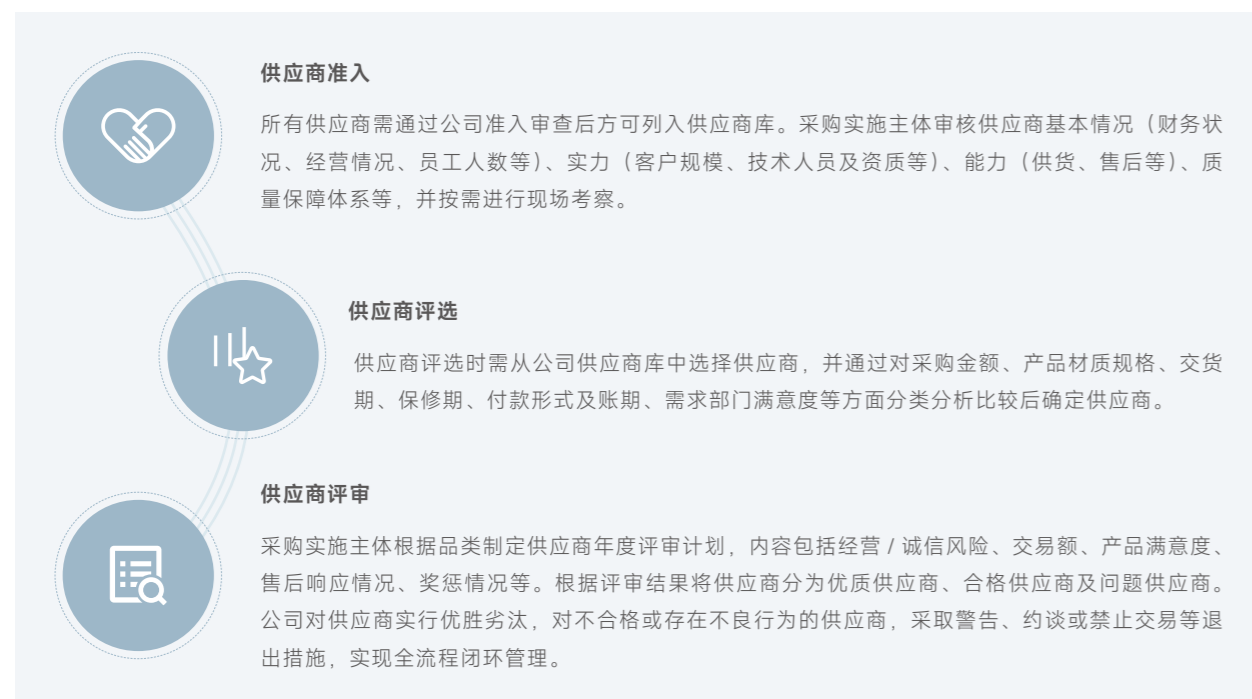 供应商准入
所有供应商需通过公司准入审查后方可列入供应商库。采购实施主体审核供应商基本情况（财务状
况、经营情况、员工人数等）、实力（客户规模、技术人员及资质等）、能力（供货、售后等）、质
量保障体系等，并按需进行现场考察。
供应商评选
供应商评选时需从公司供应商库中选择供应商，并通过对采购金额、产品材质规格、交货
期、保修期、付款形式及账期、需求部门满意度等方面分类分析比较后确定供应商。
供应商评审
采购实施主体根据品类制定供应商年度评审计划，内容包括经营 / 诚信风险、交易额、产品满意度、
售后响应情况、奖惩情况等。根据评审结果将供应商分为优质供应商、合格供应商及问题供应商。
公司对供应商实行优胜劣汰，对不合格或存在不良行为的供应商，采取警告、约谈或禁止交易等退
出措施，实现全流程闭环管理。